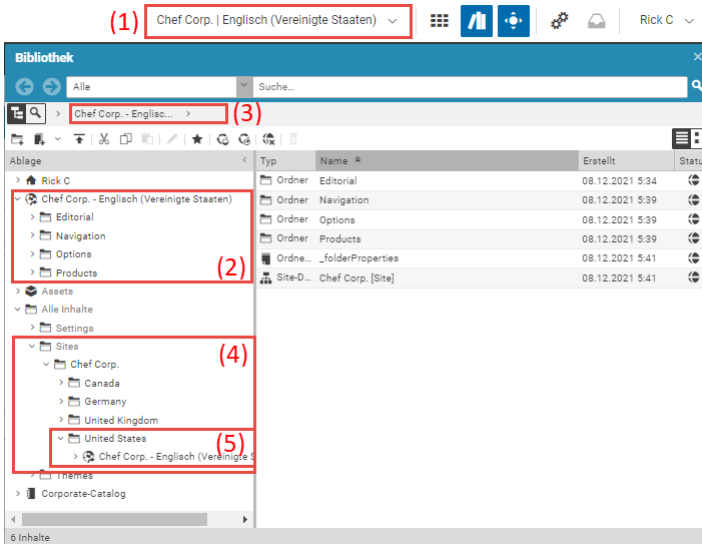 (1) Chef Corp. | Englisch (Vereinigte Staaten) Rick C
Bibliothek
Alle Suche...
Chef Corp. - Englisc... (3)
Ablage Typ Name Erstellt Statu
Rick C Ordner Editorial 08.12.2021 5:34
Chef Corp. - Englisch (Vereinigte Staaten) Ordner Navigation 08.12.2021 5:39
Editorial Ordner Options 08.12.2021 5:39
Navigation Ordner Products 08.12.2021 5:39
Options Ordne... _folderProperties 08.12.2021 5:41
Products (2) Site-D... Chef Corp. [Site] 08.12.2021 5:41
Assets
Alle Inhalte
Settings
Sites (4)
Chef Corp.
Canada
Germany
United Kingdom
United States (5)
Chef Corp. - Englisch (Vereinigte S
Themes
Corporate-Catalog
6 Inhalte